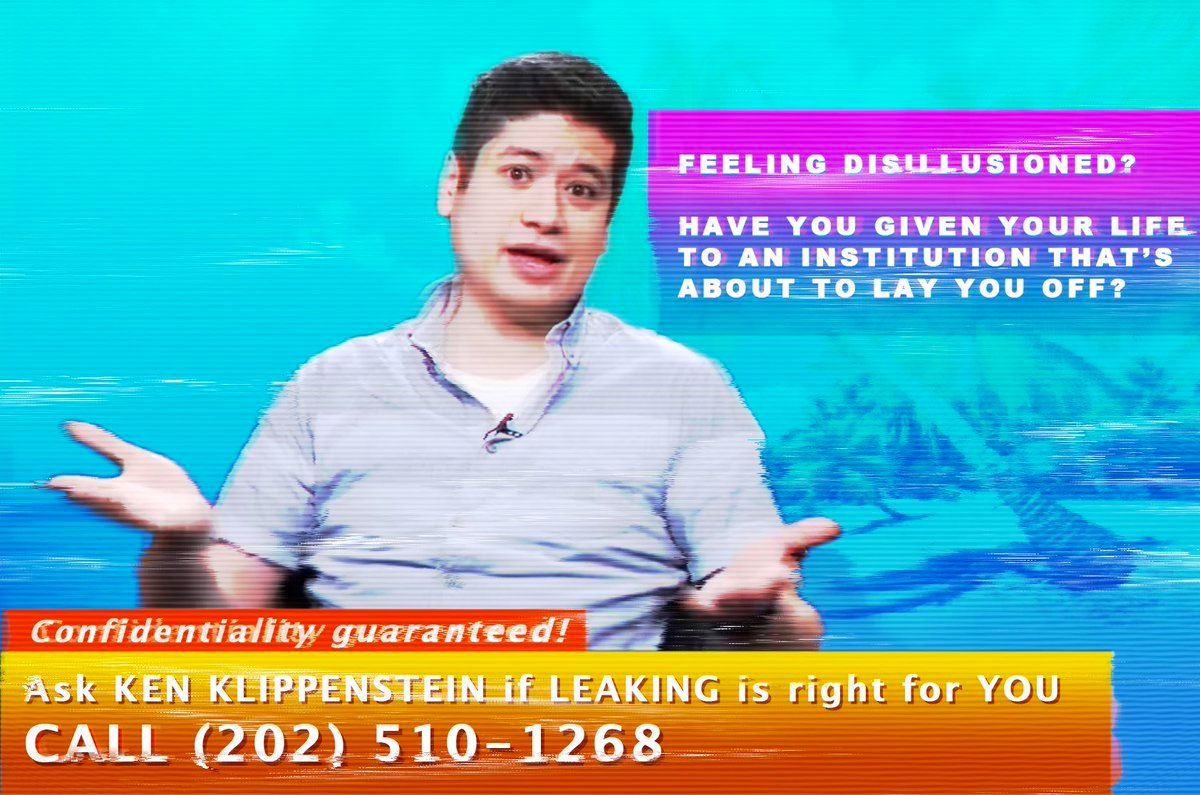 FEELING DISILLUSIONED?
HAVE YOU GIVEN YOUR LIFE
TO AN INSTITUTION THAT'S
ABOUT TO LAY YOU OFF?
Confidentiality guaranteed!
Ask KEN KLIPPENSTEIN if LEAKING is right for YOU
CALL (202) 510-1268